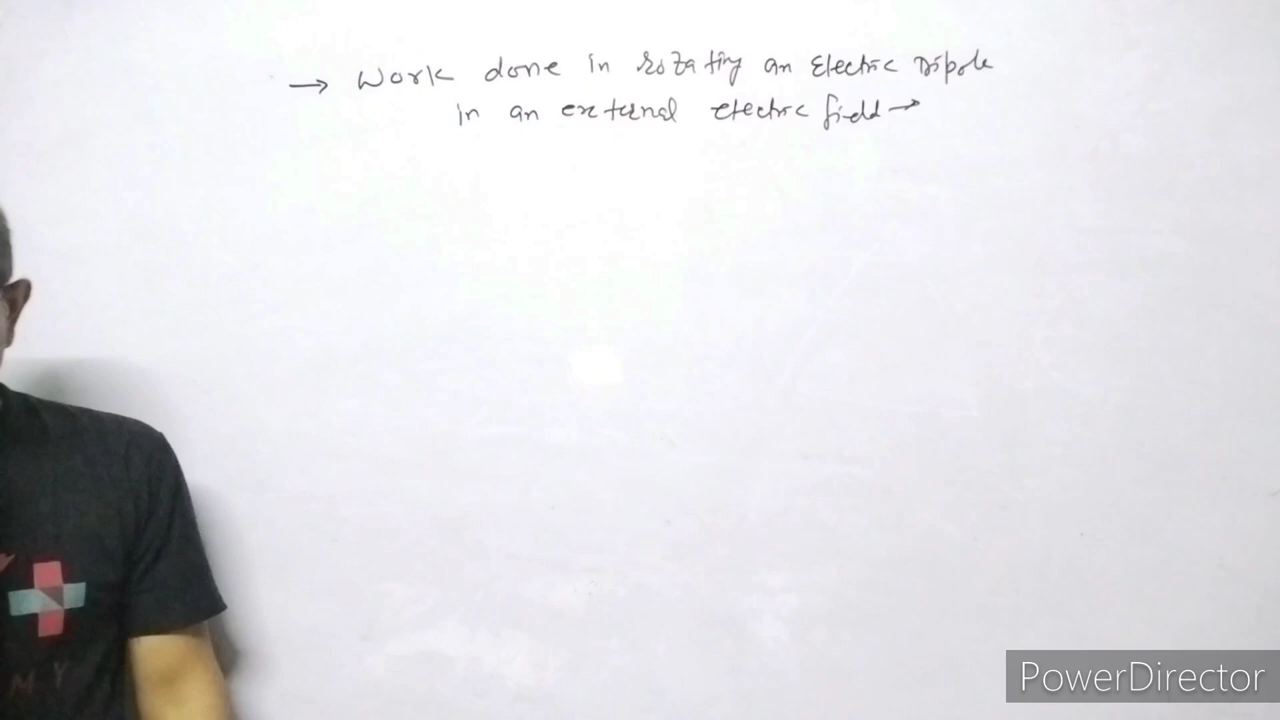 → Work done in rotating an Electric Dipole
in an external electric field →
M Y
PowerDirector